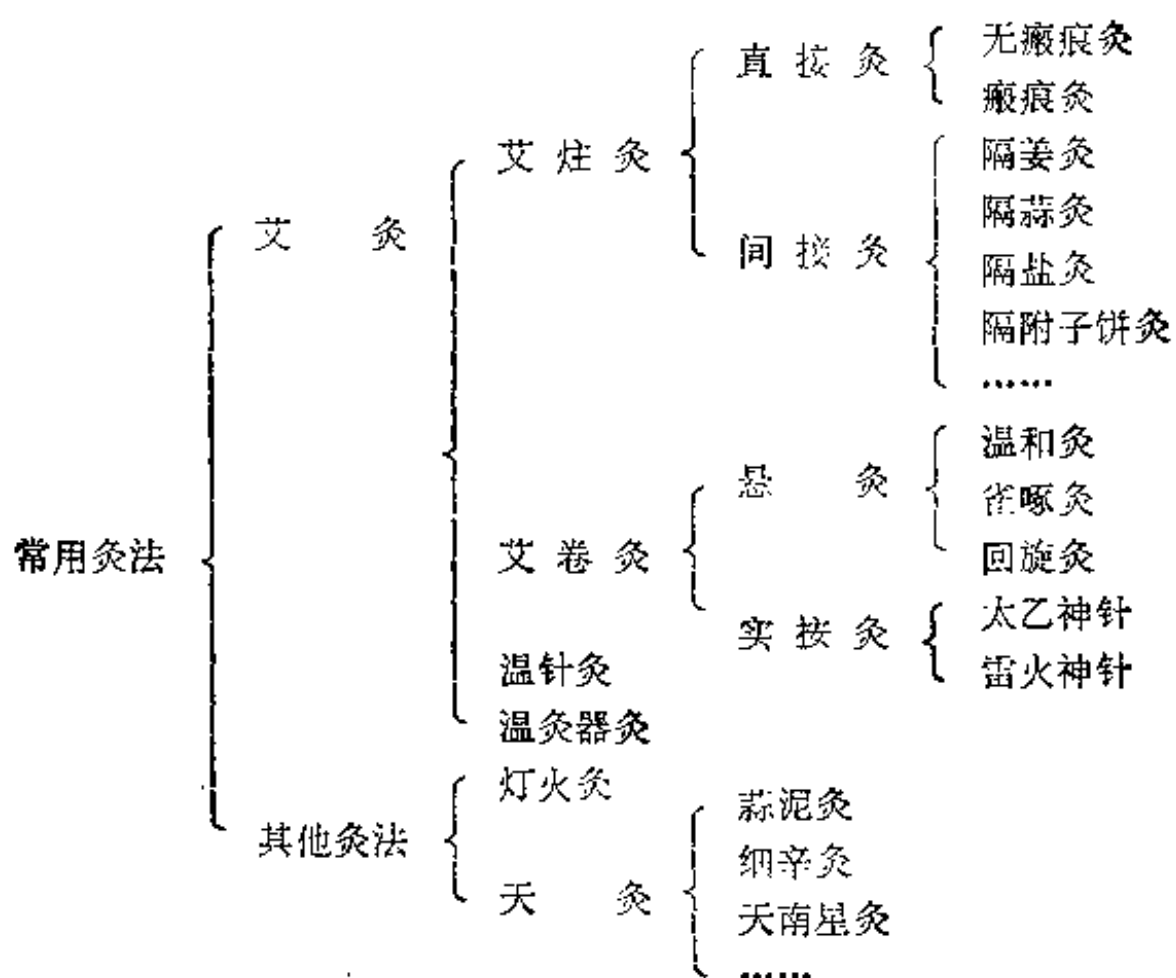 无瘢痕灸
直接灸
瘢痕灸
艾炷灸
隔姜灸
隔蒜灸
艾 灸
间接灸
隔盐灸
隔附子饼灸
……
温和灸
悬 灸
雀啄灸
常用灸法
艾卷灸
回旋灸
太乙神针
实按灸
温针灸
雷火神针
温灸器灸
灯火灸
蒜泥灸
其他灸法
细辛灸
天 灸
天南星灸
……